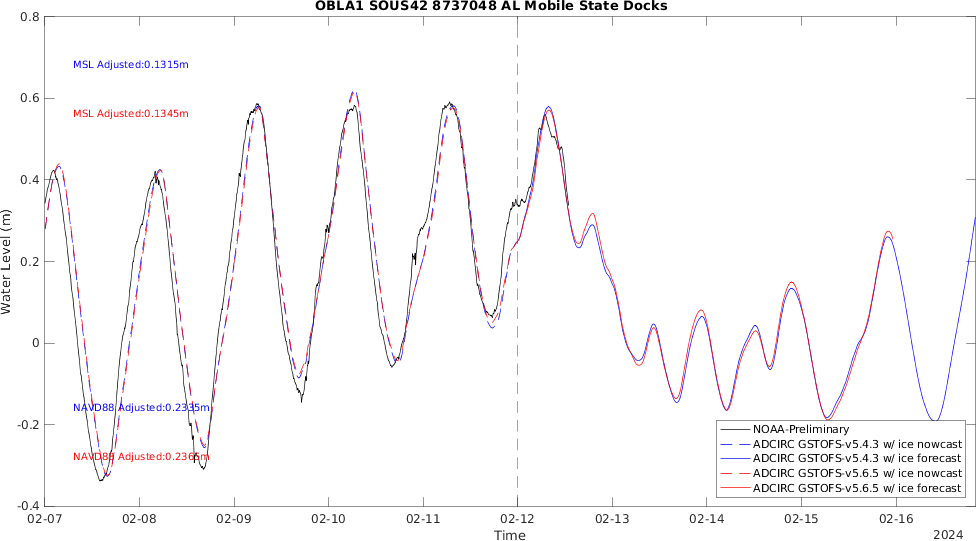 OBLA1 SOUS42 8737048 AL Mobile State Docks
0.8
MSL Adjusted:0.1315m
0.6
MSL Adjusted:0.1345m
0.4
0.2
Water Level (m)
0
NAVD88 Adjusted:0.2335m
-0.2
NOAA-Preliminary
ADCIRC GSTOFS-v5.4.3 w/ ice nowcast
NAVD88 Adjusted:0.2365m
ADCIRC GSTOFS-v5.4.3 w/ ice forecast
ADCIRC GSTOFS-v5.6.5 w/ ice nowcast
ADCIRC GSTOFS-v5.6.5 w/ ice forecast
-0.4
02-07 02-08 02-09 02-10 02-11 02-12 02-13 02-14 02-15 02-16
Time
2024